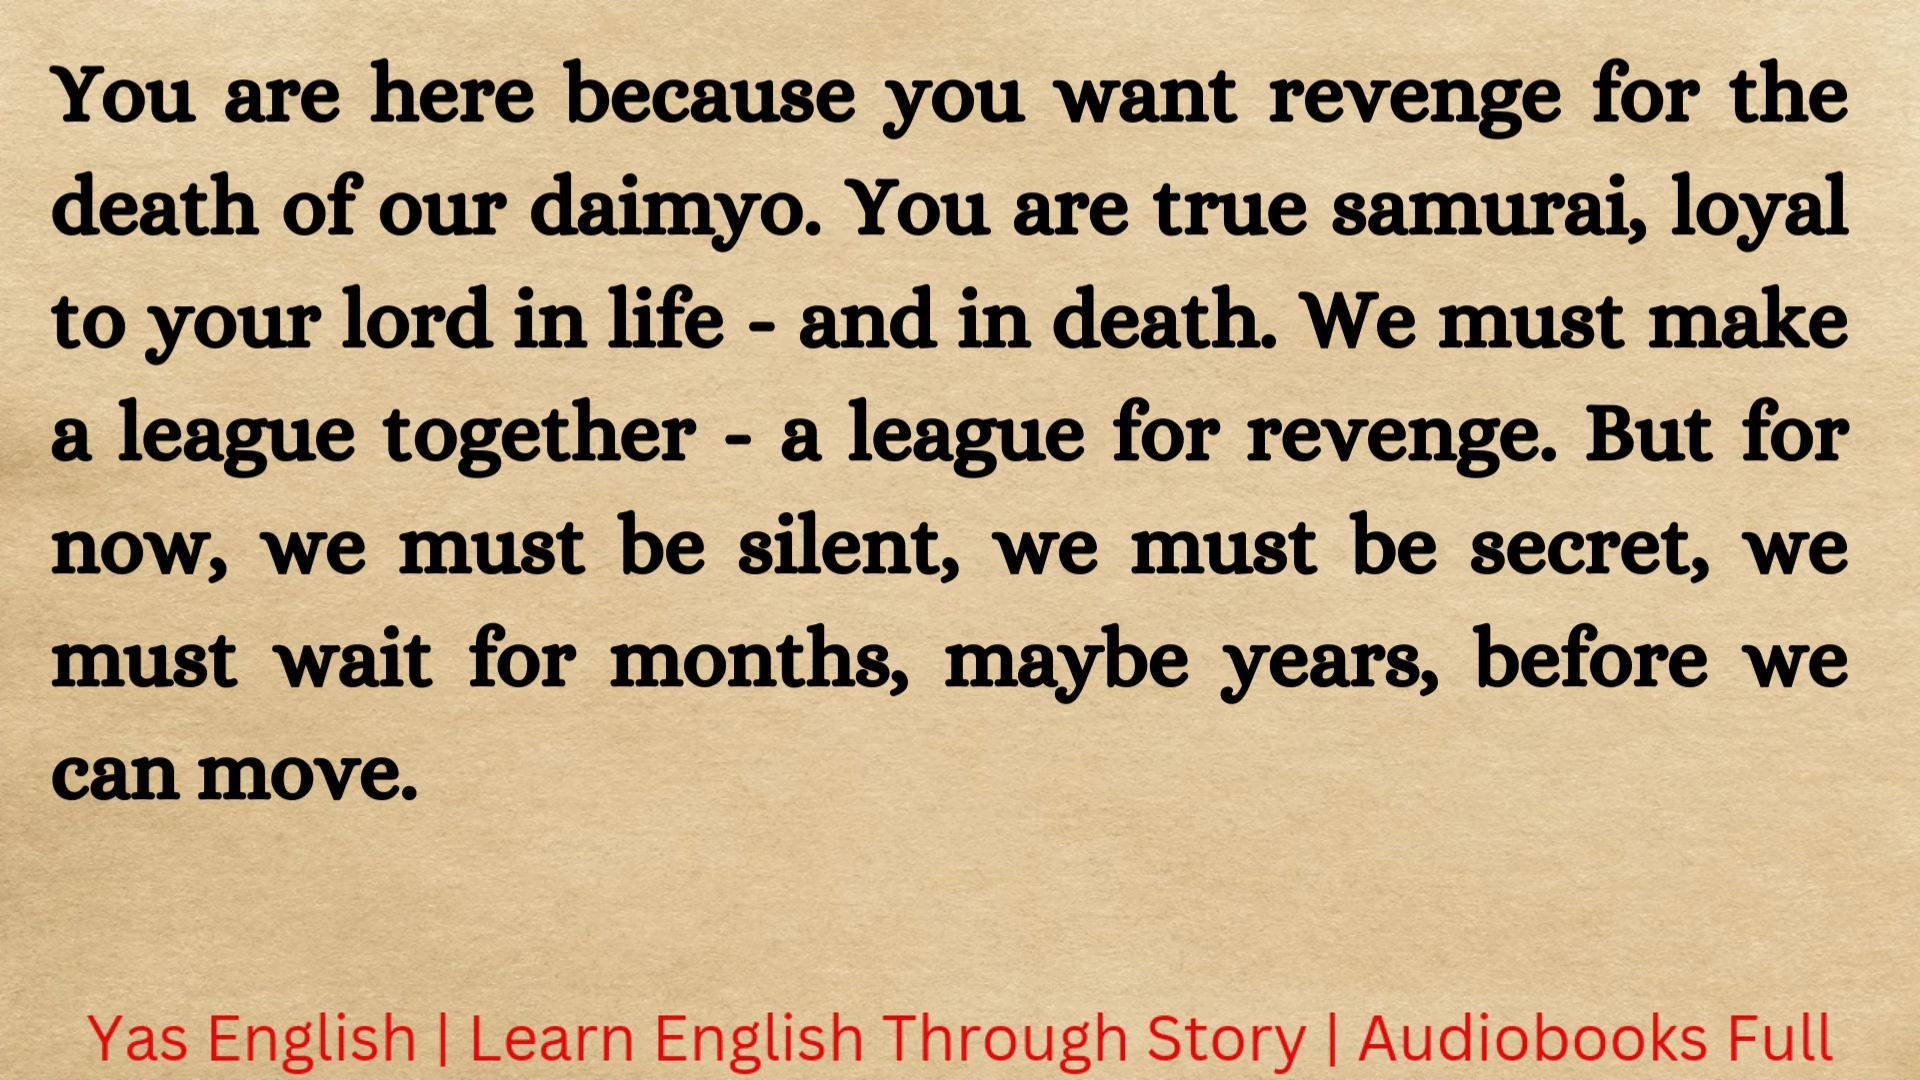 You are here because you want revenge for the
death of our daimyo. You are true samurai, loyal
to your lord in life - and in death. We must make
a league together - a league for revenge. But for
now, we must be silent, we must be secret, we
must wait for months, maybe years, before we
can move.
Yas English | Learn English Through Story | Audiobooks Full